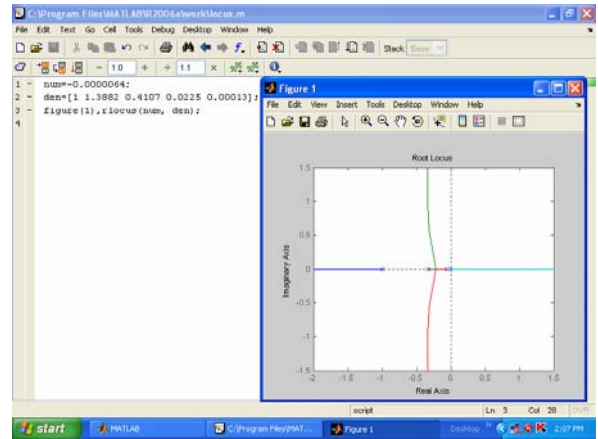 C:\Program Files\MATLAB\R2006a\work\locus.m
File Edit Text Go Cell Tools Debug Desktop Window Help
Stack: Base
- 1.0 + ÷ 1.1 ×
1 - num=-0.0000064;
2 - den=[1 1.3882 0.4107 0.0225 0.00013];
3 - figure(1),rlocus(num, den);
4
Figure 1
File Edit View Insert Tools Desktop Window Help
Root Locus
1.5
1
0.5
0
-0.5
-1
-1.5
Imaginary Axis
-2 -1.5 -1 -0.5 0 0.5 1 1.5
Real Axis
script Ln 3 Col 28 OVR
start MATLAB C:\Program Files\MAT... Figure 1 Desktop 2:07 PM